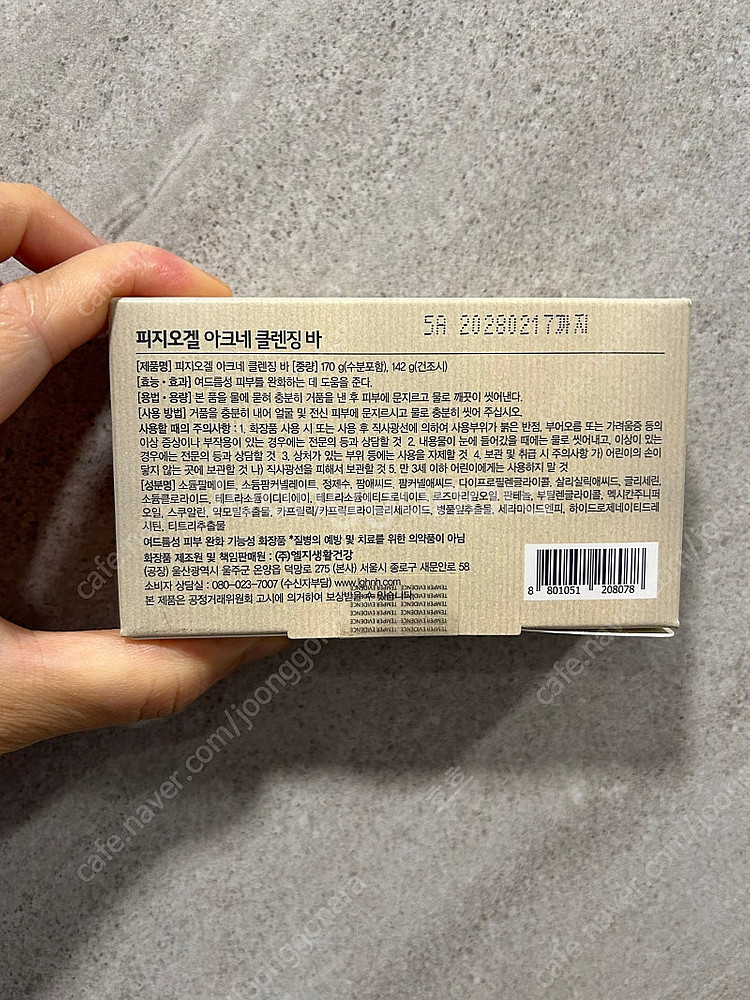 피지오겔 아크네 클렌징 바
5A 20280217까지
[제품명] 피지오겔 아크네 클렌징 바 [중량] 170 g(수분포함), 142 g(건조시)
[효능·효과] 여드름성 피부를 완화하는 데 도움을 준다.
[용법·용량] 본 품을 물에 묻혀 충분히 거품을 낸 후 피부에 문지르고 물로 깨끗이 씻어낸다.
[사용 방법] 거품을 충분히 내어 얼굴 및 전신 피부에 문지르시고 물로 충분히 씻어 주십시오.
사용할 때의 주의사항 : 1. 화장품 사용 시 또는 사용 후 직사광선에 의하여 사용부위가 붉은 반점, 부어오름 또는 가려움증 등의
이상 증상이나 부작용이 있는 경우에는 전문의 등과 상담할 것 2. 내용물이 눈에 들어갔을 때에는 물로 씻어내고, 이상이 있는
경우에는 전문의 등과 상담할 것 3. 상처가 있는 부위 등에는 사용을 자제할 것 4. 보관 및 취급 시 주의사항 가) 어린이의 손이
닿지 않는 곳에 보관할 것 나) 직사광선을 피해서 보관할 것 5. 만 3세 이하 어린이에게는 사용하지 말 것
[성분명] 소듐팔메이트, 소듐팜커넬레이트, 정제수, 팜애씨드, 팜커넬애씨드, 다이프로필렌글라이콜, 살리실릭애씨드, 글리세린,
소듐클로라이드, 테트라소듐이디티에이, 테트라소듐에티드로네이트, 로즈마리잎오일, 판테놀, 부틸렌글라이콜, 멕시칸주니퍼
오일, 스쿠알란, 약모밀추출물, 카프릴릭/카프릭트라이글리세라이드, 병풀잎추출물, 세라마이드엔피, 하이드로제네이티드레
시틴, 티트리추출물
여드름성 피부 완화 기능성 화장품 *질병의 예방 및 치료를 위한 의약품이 아님
화장품 제조원 및 책임판매원 : (주)엘지생활건강
(공장) 울산광역시 울주군 온양읍 덕망로 275 (본사) 서울시 종로구 새문안로 58
소비자 상담실 : 080-023-7007 (수신자부담) www.lghnh.com
본 제품은 공정거래위원회 고시에 의거하여 보상받을 수 있습니다.
TEMPER EVIDENCE TEMPER EVIDENCE
8 801051 208078
cafe.naver.com/joonggonara